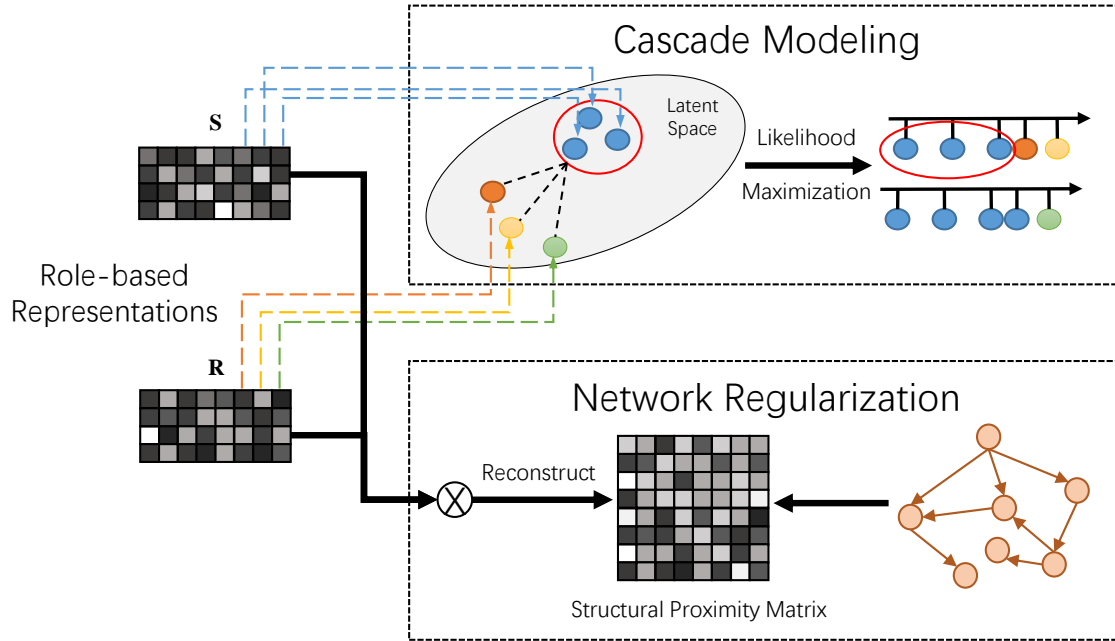 Cascade Modeling
S
Latent
Space
Likelihood
Maximization
Role-based
Representations
R
Network Regularization
Reconstruct
X
Structural Proximity Matrix